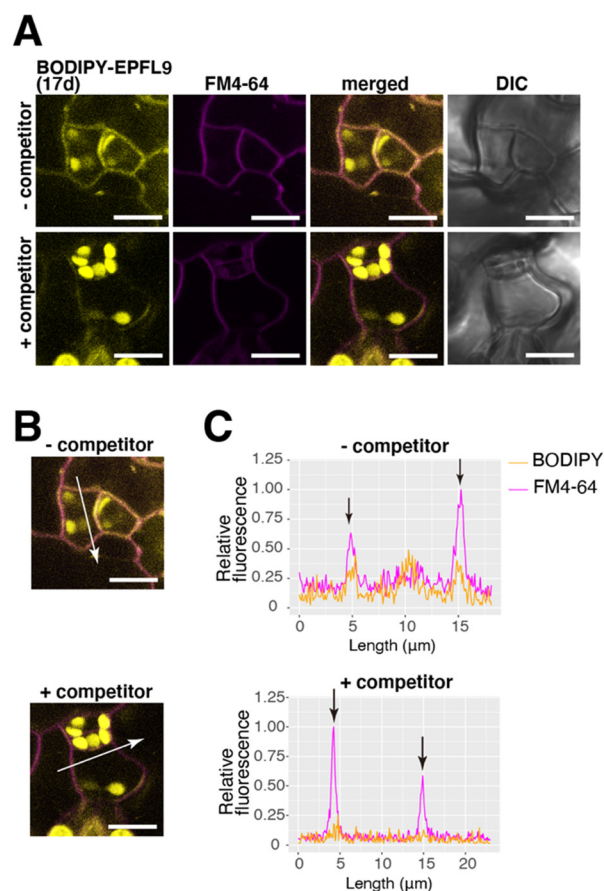 A
BODIPY-EPFL9
(17d)
FM4-64
merged
DIC
- competitor
+ competitor
B
- competitor
+ competitor
C
- competitor
1.25
1.00
0.75
0.50
0.25
0
Relative
fluorescence
0 5 10 15
Length (μm)
BODIPY
FM4-64
+ competitor
1.25
1.00
0.75
0.50
0.25
0
Relative
fluorescence
0 5 10 15 20
Length (μm)